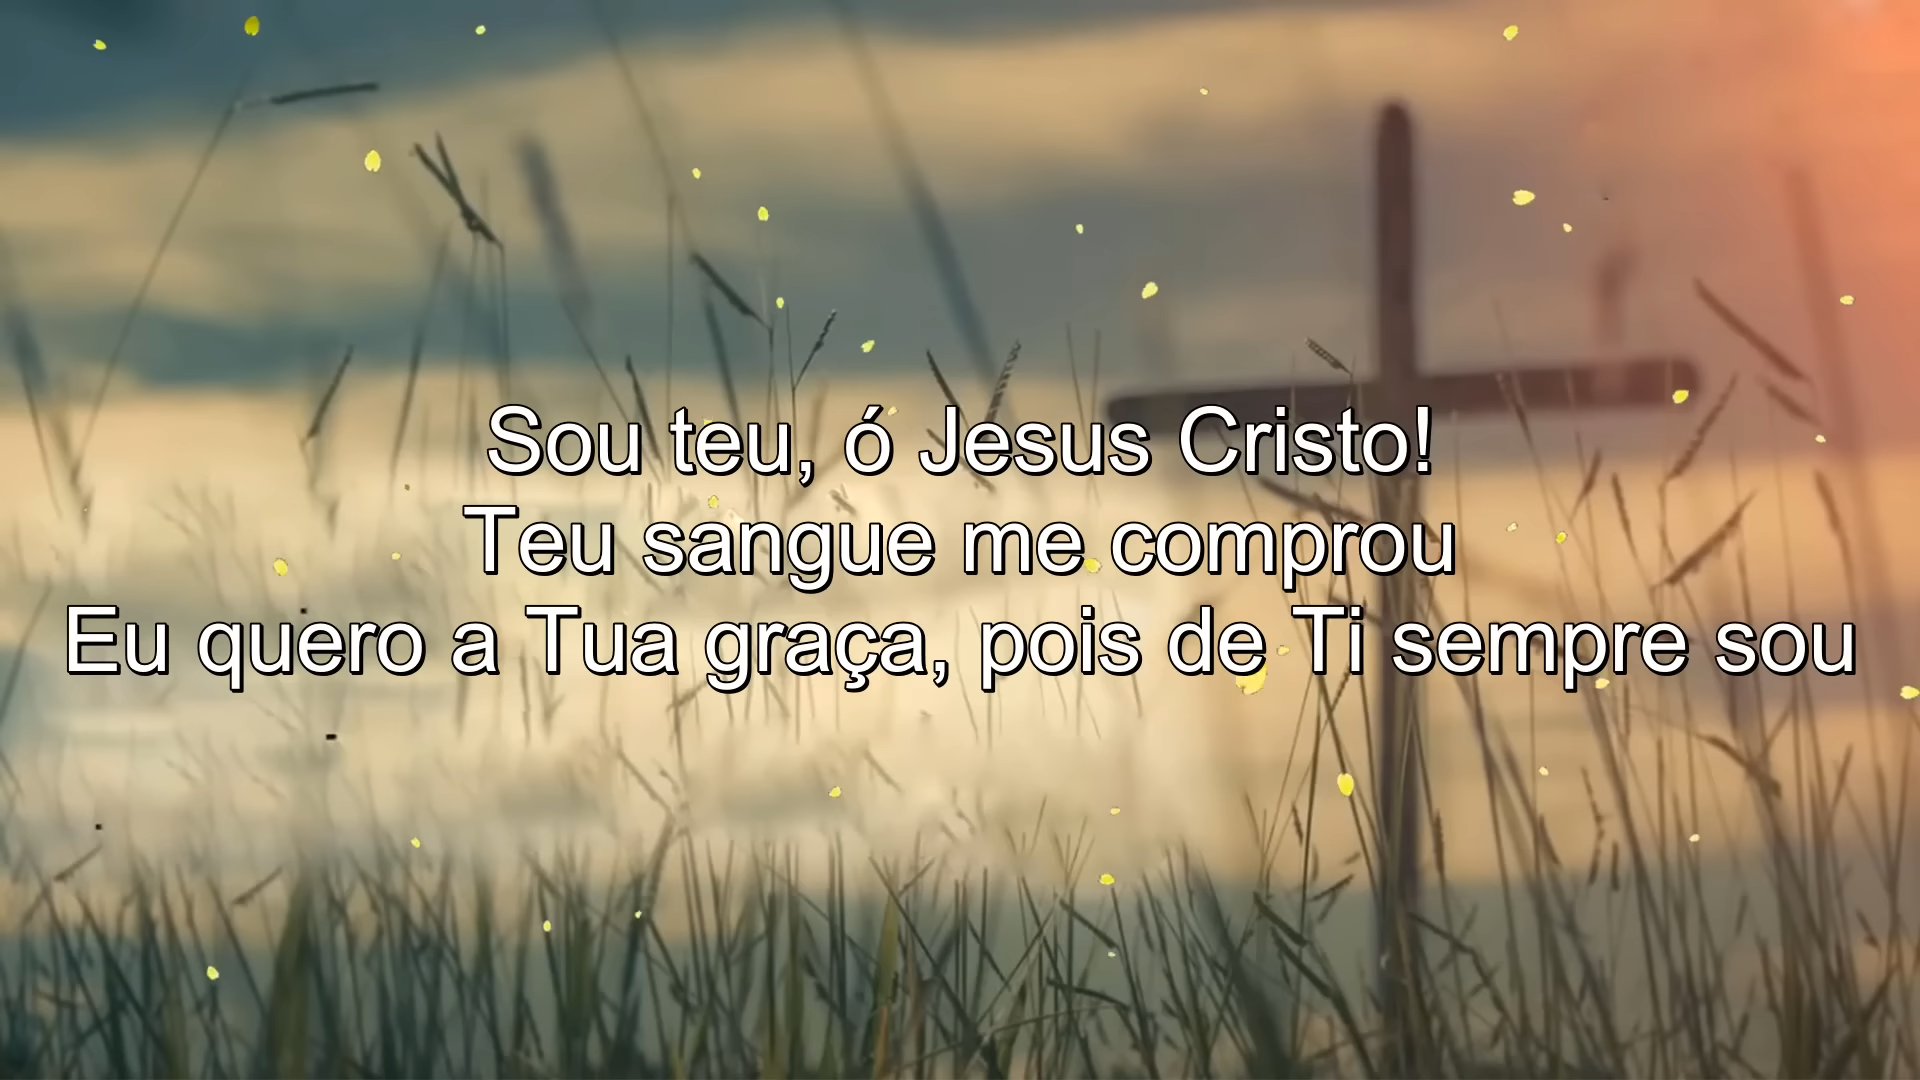 Sou teu, ó Jesus Cristo!
Teu sangue me comprou
Eu quero a Tua graça, pois de Ti sempre sou